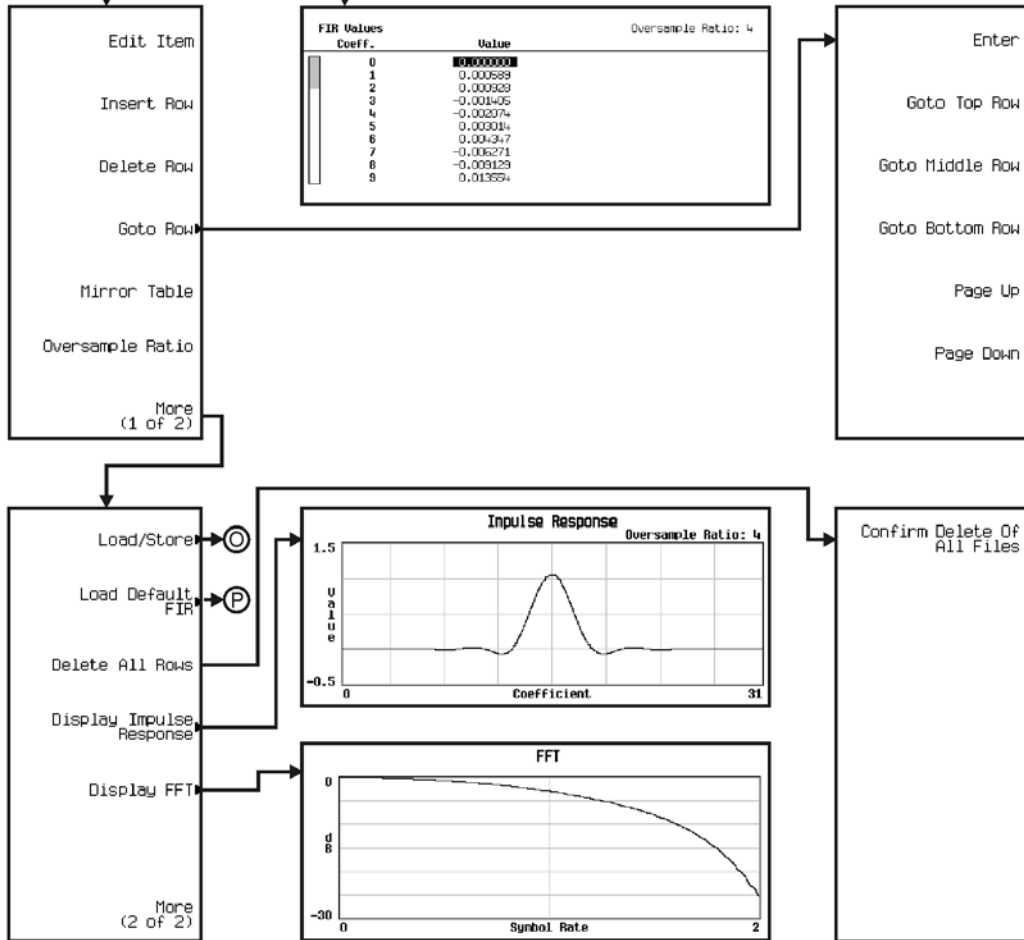 Edit Item
Insert Row
Delete Row
Goto Row
Mirror Table
Oversample Ratio
More
(1 of 2)
FIR Values
Oversample Ratio: 4
Coeff. Value
0 0.000000
1 0.000589
2 0.000928
3 -0.001405
4 -0.002074
5 0.003014
6 0.004347
7 -0.006271
8 -0.009129
9 0.013554
Enter
Goto Top Row
Goto Middle Row
Goto Bottom Row
Page Up
Page Down
Load/Store
O
Load Default
FIR
P
Delete All Rows
Display Impulse
Response
Display FFT
More
(2 of 2)
Inpulse Response
Oversample Ratio: 4
1.5
Value
-0.5
0 Coefficient 31
FFT
0
dB
-30
0 Symbol Rate 2
Confirm Delete Of
All Files